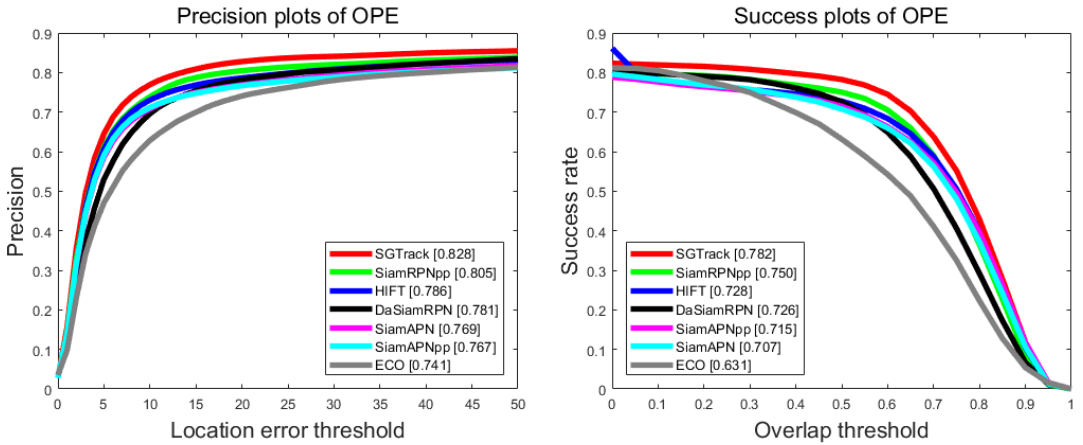 Precision plots of OPE
0.9
0.8
0.7
0.6
0.5
0.4
0.3
0.2
0.1
0
Precision
SGTrack [0.828]
SiamRPNpp [0.805]
HIFT [0.786]
DaSiamRPN [0.781]
SiamAPN [0.769]
SiamAPNpp [0.767]
ECO [0.741]
0 5 10 15 20 25 30 35 40 45 50
Location error threshold
Success plots of OPE
0.9
0.8
0.7
0.6
0.5
0.4
0.3
0.2
0.1
0
Success rate
SGTrack [0.782]
SiamRPNpp [0.750]
HIFT [0.728]
DaSiamRPN [0.726]
SiamAPNpp [0.715]
SiamAPN [0.707]
ECO [0.631]
0 0.1 0.2 0.3 0.4 0.5 0.6 0.7 0.8 0.9 1
Overlap threshold